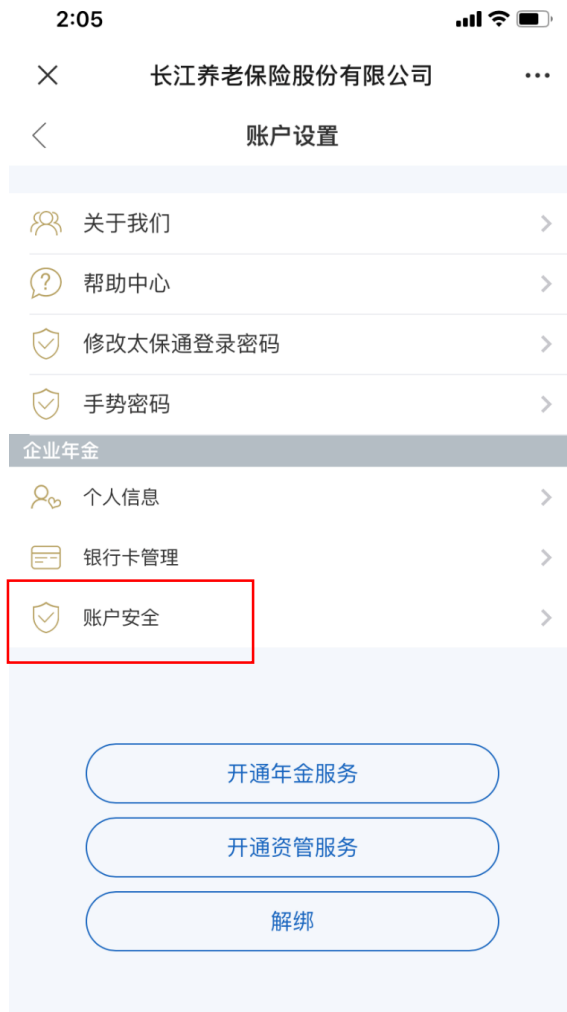 2:05
长江养老保险股份有限公司
账户设置
关于我们
帮助中心
修改太保通登录密码
手势密码
企业年金
个人信息
银行卡管理
账户安全
开通年金服务
开通资管服务
解绑